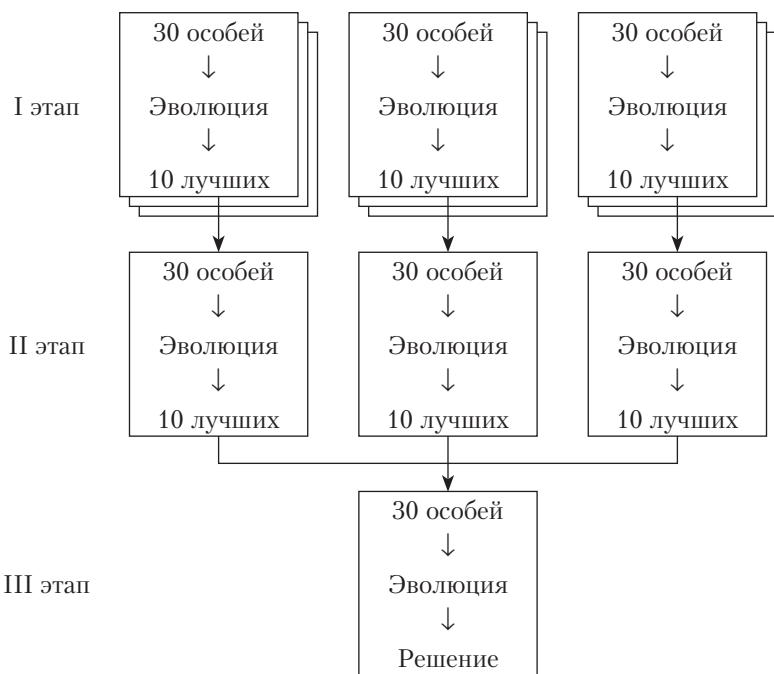 30 особей 30 особей 30 особей
↓ ↓ ↓
I этап Эволюция Эволюция Эволюция
↓ ↓ ↓
10 лучших 10 лучших 10 лучших
30 особей 30 особей 30 особей
↓ ↓ ↓
II этап Эволюция Эволюция Эволюция
↓ ↓ ↓
10 лучших 10 лучших 10 лучших
30 особей
↓
III этап Эволюция
↓
Решение